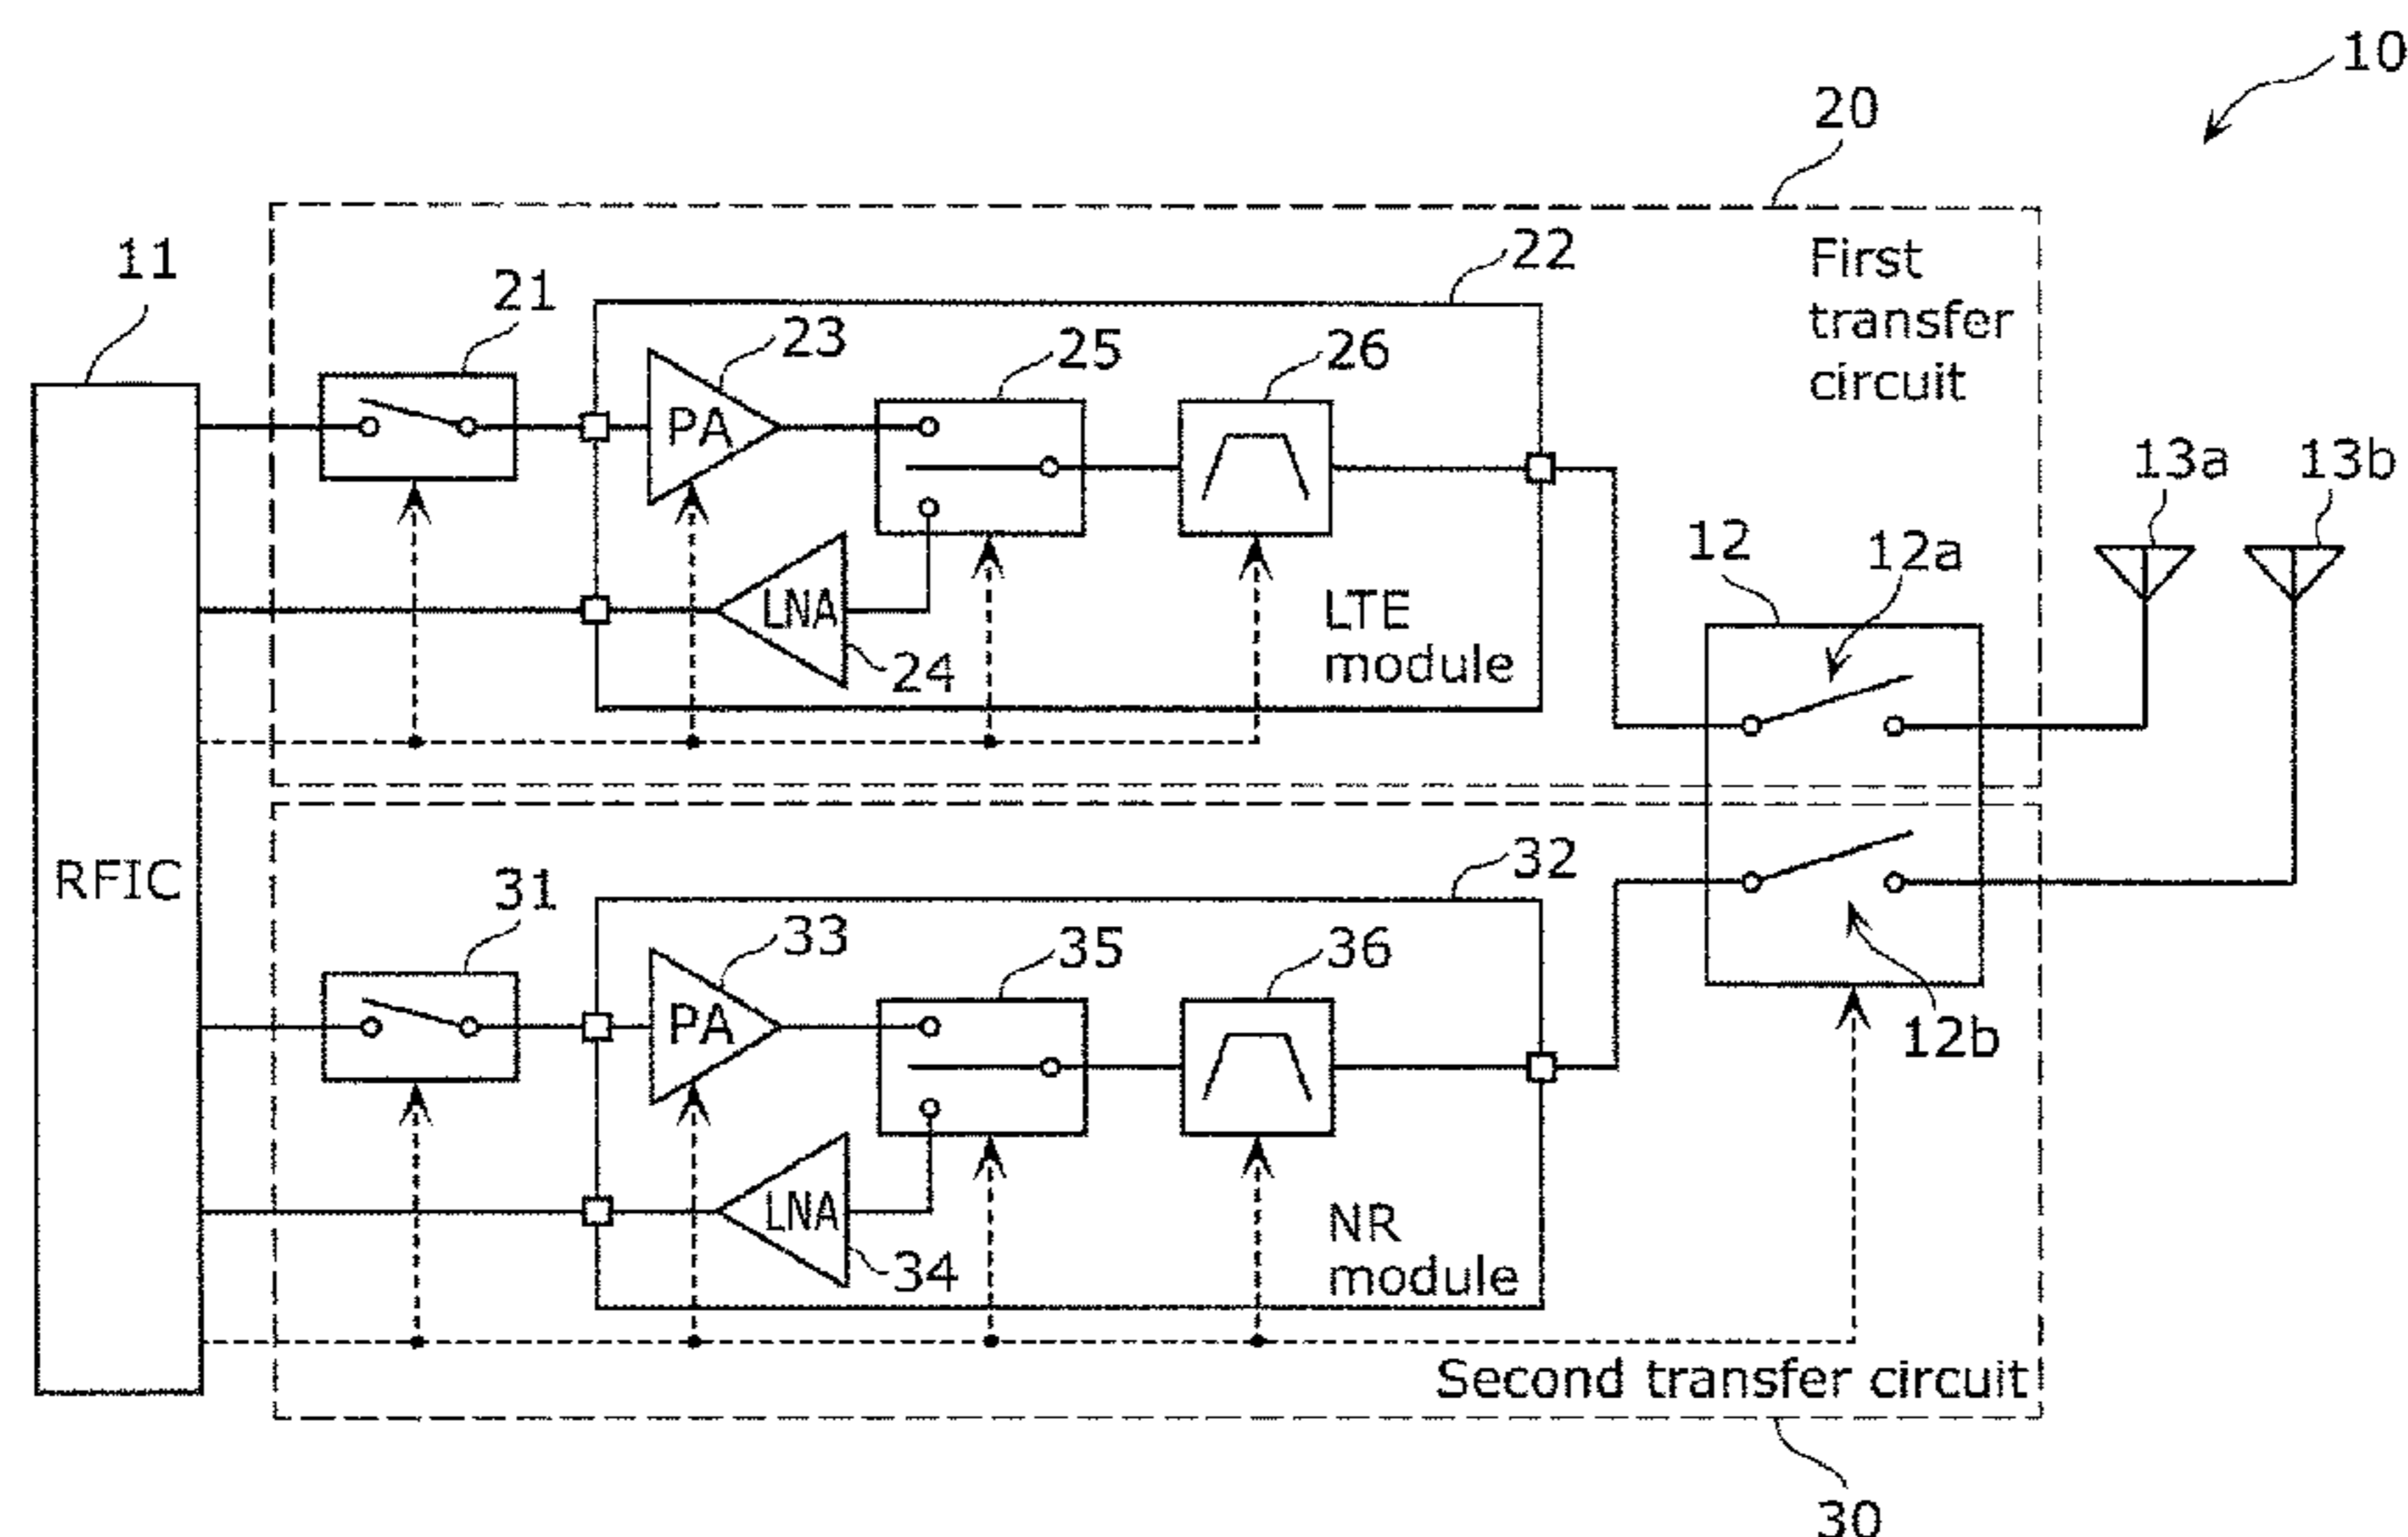 10
20
11
21
22
First
transfer
circuit
23
25
26
PA
13a
13b
12
12a
LNA
24
LTE
module
RFIC
31
32
33
35
36
PA
12b
LNA
34
NR
module
Second transfer circuit
30